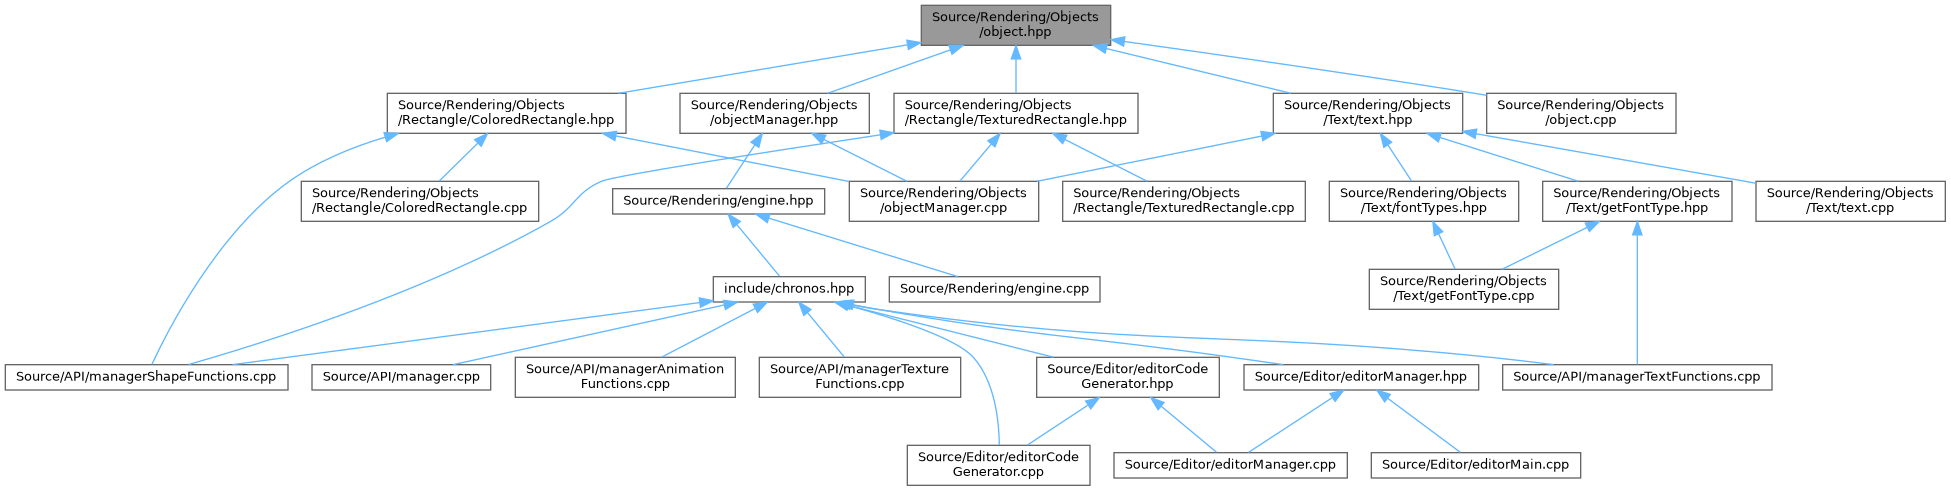 Source/Rendering/Objects
/object.hpp
Source/Rendering/Objects
/Rectangle/ColoredRectangle.hpp
Source/Rendering/Objects
/objectManager.hpp
Source/Rendering/Objects
/Rectangle/TexturedRectangle.hpp
Source/Rendering/Objects
/Text/text.hpp
Source/Rendering/Objects
/object.cpp
Source/Rendering/Objects
/Rectangle/ColoredRectangle.cpp
Source/Rendering/engine.hpp
Source/Rendering/Objects
/objectManager.cpp
Source/Rendering/Objects
/Rectangle/TexturedRectangle.cpp
Source/Rendering/Objects
/Text/fontTypes.hpp
Source/Rendering/Objects
/Text/getFontType.hpp
Source/Rendering/Objects
/Text/text.cpp
include/chronos.hpp
Source/Rendering/engine.cpp
Source/Rendering/Objects
/Text/getFontType.cpp
Source/API/managerShapeFunctions.cpp
Source/API/manager.cpp
Source/API/managerAnimation
Functions.cpp
Source/API/managerTexture
Functions.cpp
Source/Editor/editorCode
Generator.hpp
Source/Editor/editorManager.hpp
Source/API/managerTextFunctions.cpp
Source/Editor/editorCode
Generator.cpp
Source/Editor/editorManager.cpp
Source/Editor/editorMain.cpp